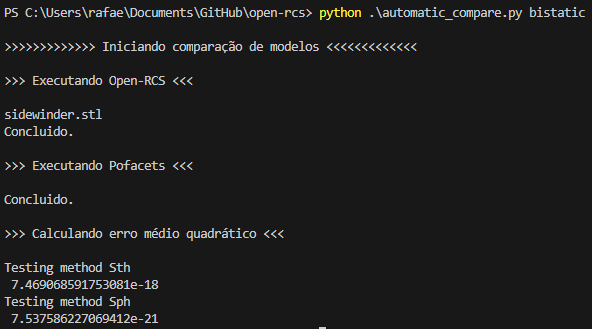 PS C:\Users\rafae\Documents\GitHub\open-rcs> python .\automatic_compare.py bistatic
>>>>>>>>>>>>> Iniciando comparação de modelos <<<<<<<<<<<<<
>>> Executando Open-RCS <<<
sidewinder.stl
Concluido.
>>> Executando Pofacets <<<
Concluido.
>>> Calculando erro médio quadrático <<<
Testing method Sth
7.469068591753081e-18
Testing method Sph
7.537586227069412e-21